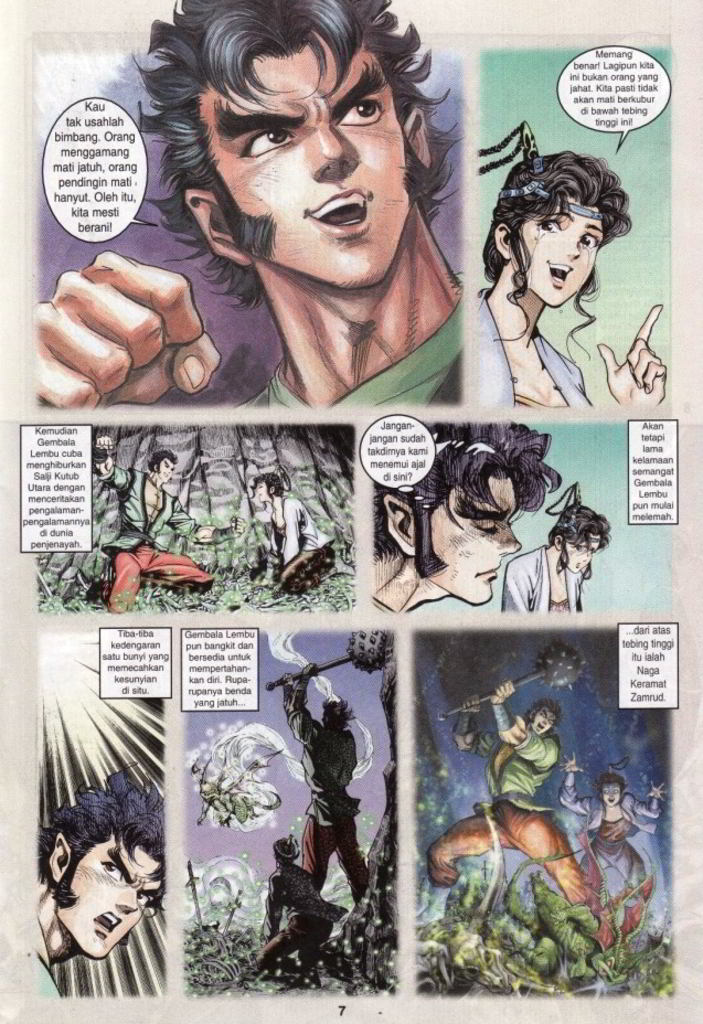 Kau
tak usahlah
bimbang. Orang
menggamang
mati jatuh, orang
pendingin mati
hanyut. Oleh itu,
kita mesti
berani!
Memang
benar! Lagipun kita
ini bukan orang yang
jahat. Kita pasti tidak
akan mati berkubur
di bawah tebing
tinggi ini!
Kemudian
Gembala
Lembu cuba
menghiburkan
Salji Kutub
Utara dengan
menceritakan
pengalaman-
pengalamannya
di dunia
penjenayah.
Jangan-
jangan sudah
takdirnya kami
menemui ajal
di sini?
Akan
tetapi
lama
kelamaan
semangat
Gembala
Lembu
pun mulai
melemah.
Tiba-tiba
kedengaran
satu bunyi yang
memecahkan
kesunyian
di situ.
Gembala Lembu
pun bangkit dan
bersedia untuk
mempertahan-
kan diri. Rupa-
rupanya benda
yang jatuh...
...dari atas
tebing tinggi
itu ialah
Naga
Keramat
Zamrud.
7